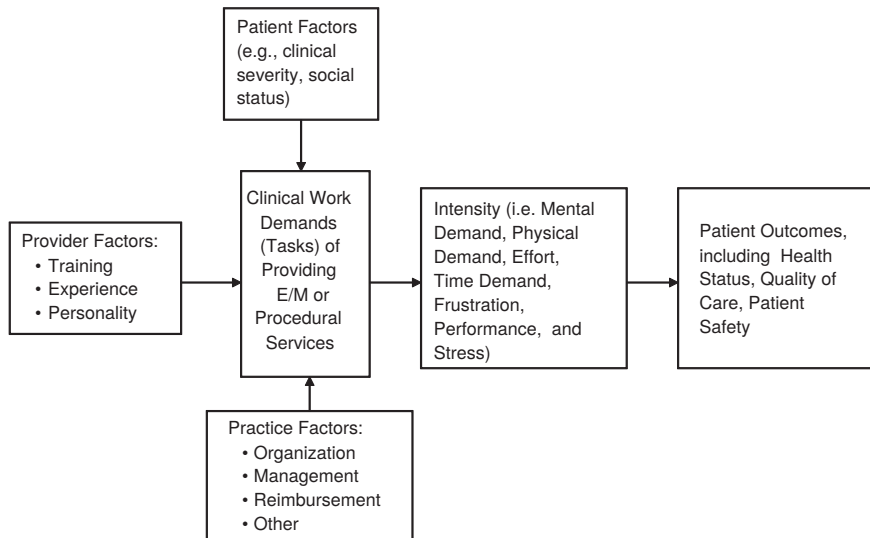 Patient Factors
(e.g., clinical
severity, social
status)
Provider Factors:
• Training
• Experience
• Personality
Clinical Work
Demands
(Tasks) of
Providing
E/M or
Procedural
Services
Practice Factors:
• Organization
• Management
• Reimbursement
• Other
Intensity (i.e. Mental
Demand, Physical
Demand, Effort,
Time Demand,
Frustration,
Performance, and
Stress)
Patient Outcomes,
including Health
Status, Quality of
Care, Patient
Safety